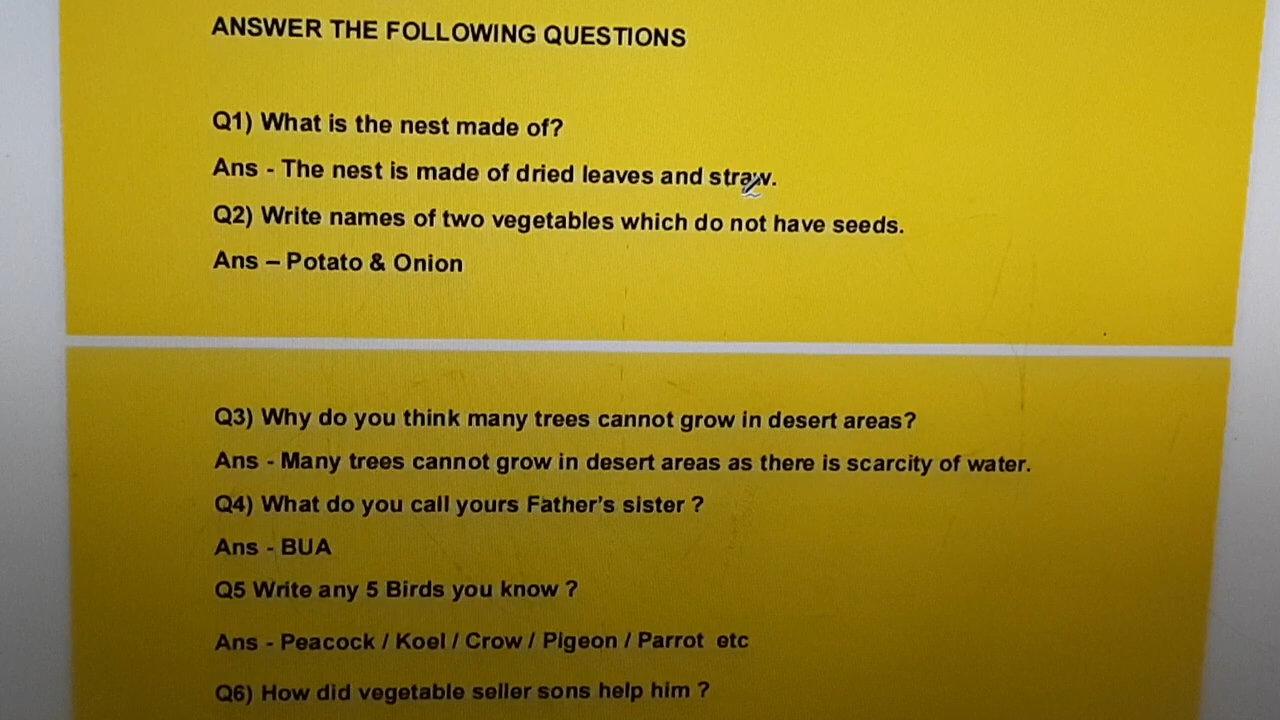 ANSWER THE FOLLOWING QUESTIONS
Q1) What is the nest made of?
Ans - The nest is made of dried leaves and straw.
Q2) Write names of two vegetables which do not have seeds.
Ans – Potato & Onion
Q3) Why do you think many trees cannot grow in desert areas?
Ans - Many trees cannot grow in desert areas as there is scarcity of water.
Q4) What do you call yours Father's sister ?
Ans - BUA
Q5 Write any 5 Birds you know ?
Ans - Peacock / Koel / Crow / Pigeon / Parrot etc
Q6) How did vegetable seller sons help him ?